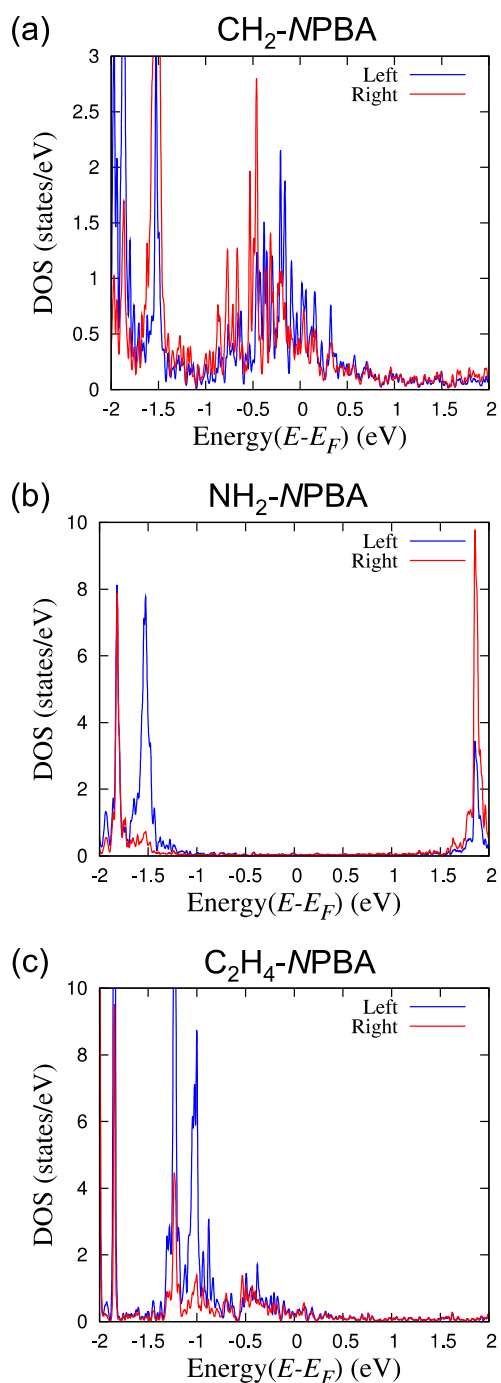 (a) CH₂-NPBA
Left
Right
DOS (states/eV)
3
2.5
2
1.5
1
0.5
0
-2 -1.5 -1 -0.5 0 0.5 1 1.5 2
Energy(E-E_F) (eV)
(b) NH₂-NPBA
Left
Right
DOS (states/eV)
10
8
6
4
2
0
-2 -1.5 -1 -0.5 0 0.5 1 1.5 2
Energy(E-E_F) (eV)
(c) C₂H₄-NPBA
Left
Right
DOS (states/eV)
10
8
6
4
2
0
-2 -1.5 -1 -0.5 0 0.5 1 1.5 2
Energy(E-E_F) (eV)